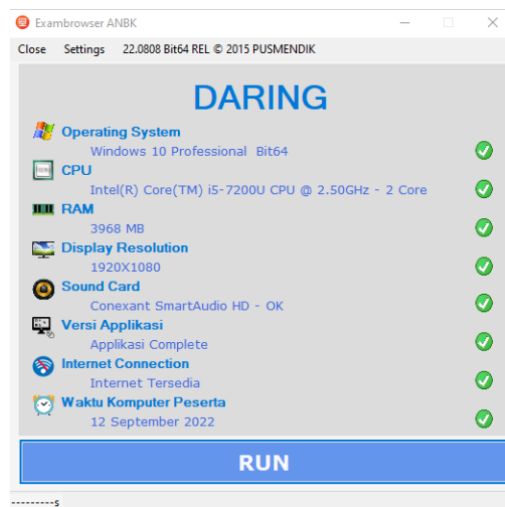 Exambrowser ANBK
Close Settings 22.0808 Bit64 REL © 2015 PUSMENDIK
DARING
Operating System
Windows 10 Professional Bit64
CPU
Intel(R) Core(TM) i5-7200U CPU @ 2.50GHz - 2 Core
RAM
3968 MB
Display Resolution
1920X1080
Sound Card
Conexant SmartAudio HD - OK
Versi Applikasi
Applikasi Complete
Internet Connection
Internet Tersedia
Waktu Komputer Peserta
12 September 2022
RUN
---------s